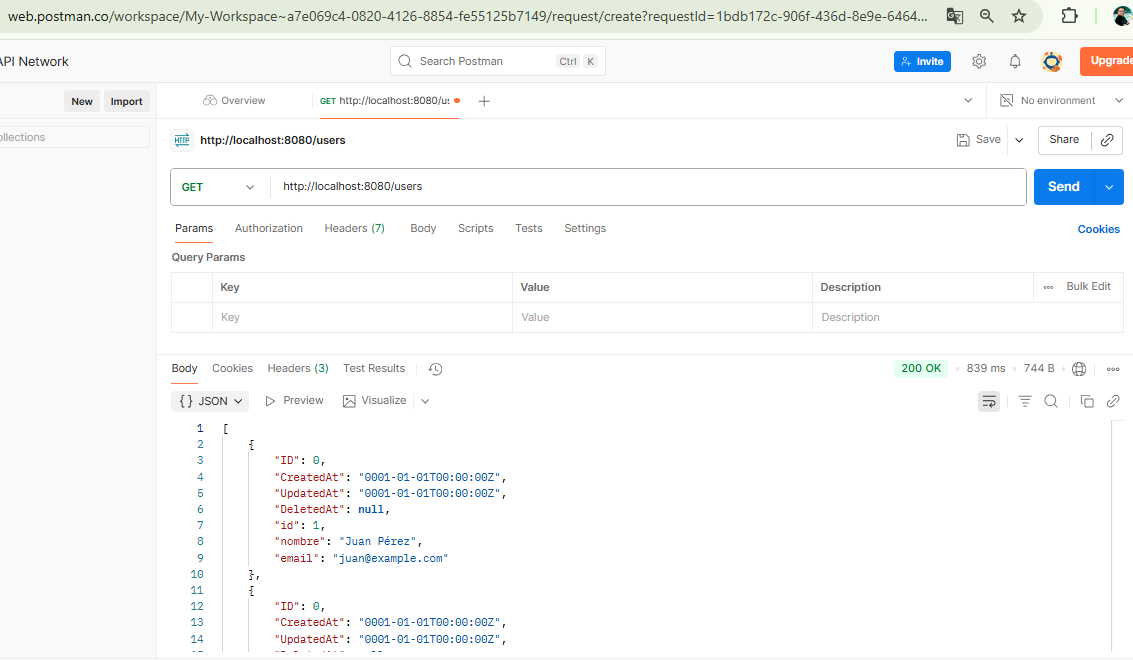 web.postman.co/workspace/My-Workspace~a7e069c4-0820-4126-8854-fe55125b7149/request/create?requestId=1bdb172c-906f-436d-8e9e-6464...
API Network
Search Postman
Ctrl
K
Invite
Upgrade
New
Import
Overview
GET http://localhost:8080/us
No environment
ollections
HTTP
http://localhost:8080/users
Save
Share
GET
http://localhost:8080/users
Send
Params
Authorization
Headers (7)
Body
Scripts
Tests
Settings
Cookies
Query Params
Key
Value
Description
Bulk Edit
Key
Value
Description
Body
Cookies
Headers (3)
Test Results
200 OK
839 ms
744 B
{ } JSON
Preview
Visualize
1 [
2 {
3 "ID": 0,
4 "CreatedAt": "0001-01-01T00:00:00Z",
5 "UpdatedAt": "0001-01-01T00:00:00Z",
6 "DeletedAt": null,
7 "id": 1,
8 "nombre": "Juan Pérez",
9 "email": "juan@example.com"
10 },
11 {
12 "ID": 0,
13 "CreatedAt": "0001-01-01T00:00:00Z",
14 "UpdatedAt": "0001-01-01T00:00:00Z",